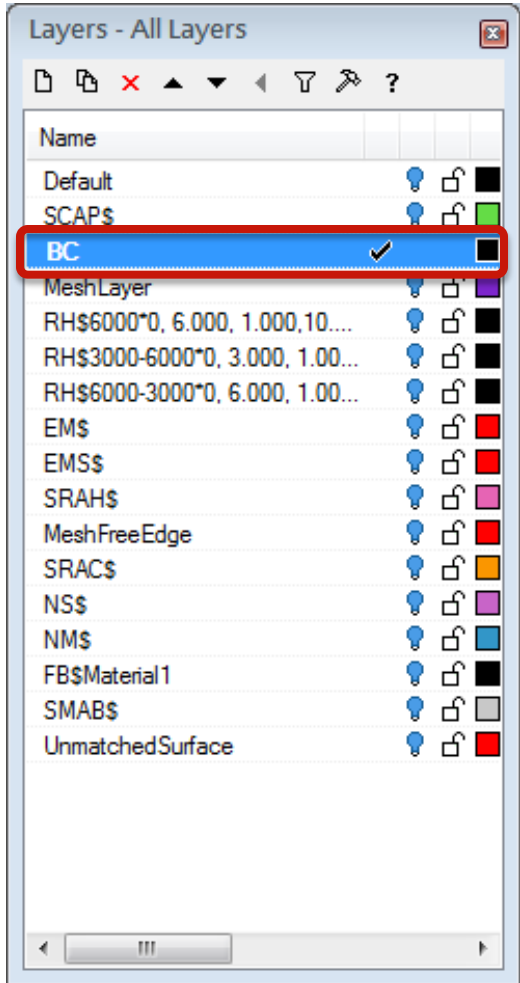 Layers - All Layers
?
Name
Default
SCAP$
BC
MeshLayer
RH$6000*0, 6.000, 1.000,10....
RH$3000-6000*0, 3.000, 1.00...
RH$6000-3000*0, 6.000, 1.00...
EM$
EMS$
SRAH$
MeshFreeEdge
SRAC$
NS$
NM$
FB$Material1
SMAB$
UnmatchedSurface